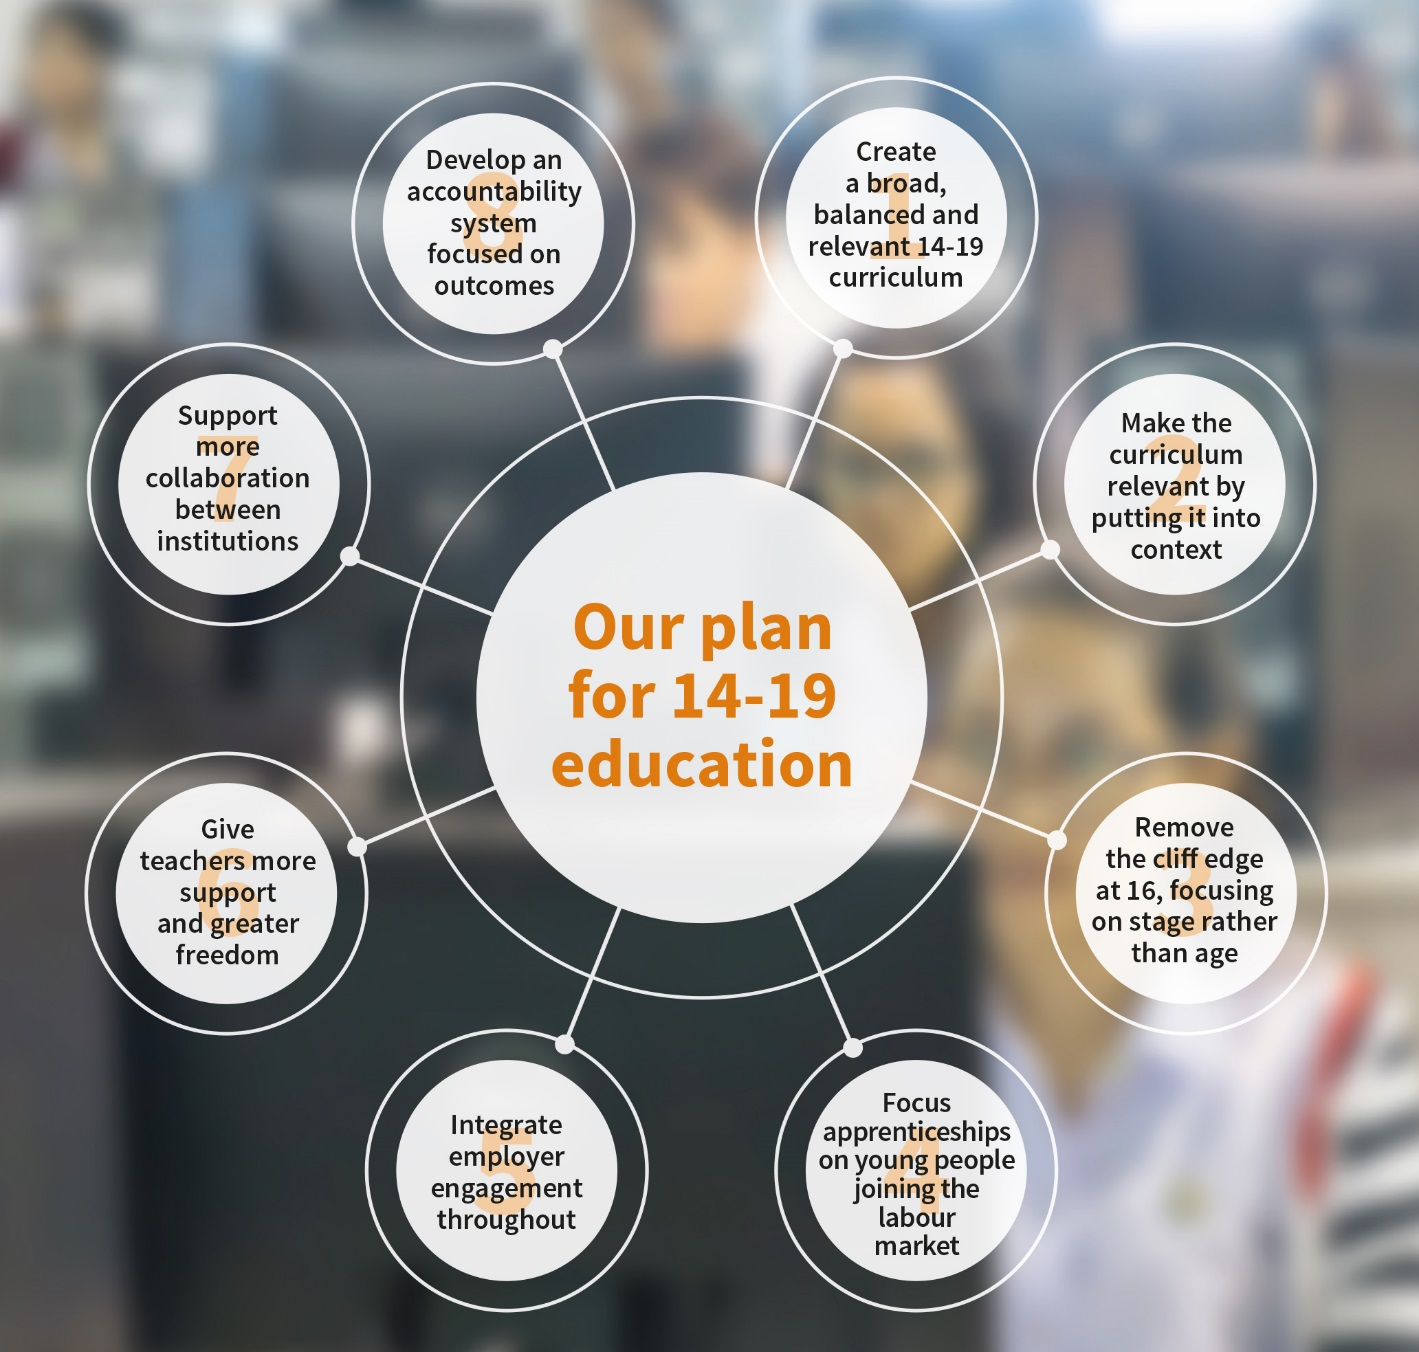 Our plan
for 14-19
education
1
Create
a broad,
balanced and
relevant 14-19
curriculum
2
Make the
curriculum
relevant by
putting it into
context
3
Remove
the cliff edge
at 16, focusing
on stage rather
than age
4
Focus
apprenticeships
on young people
joining the
labour
market
5
Integrate
employer
engagement
throughout
6
Give
teachers more
support
and greater
freedom
7
Support
more
collaboration
between
institutions
8
Develop an
accountability
system
focused on
outcomes